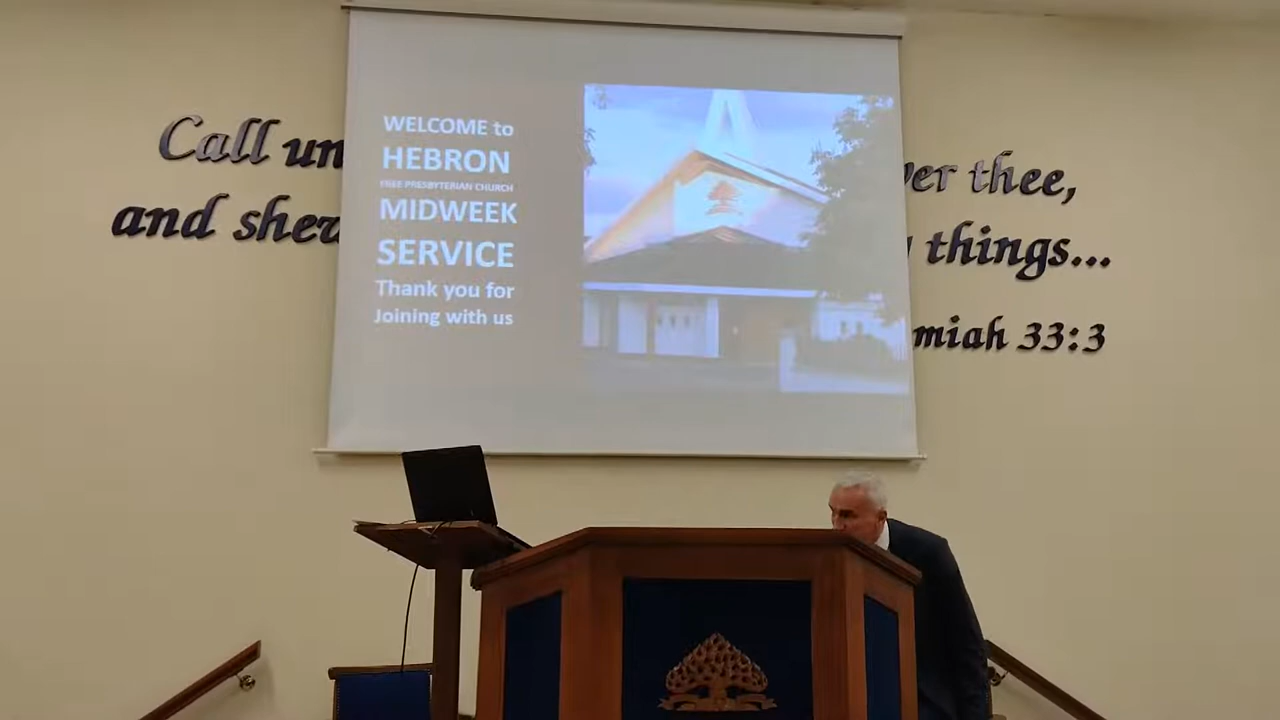 Call un
ver thee,
and shew
things...
miah 33:3
WELCOME to
HEBRON
FREE PRESBYTERIAN CHURCH
MIDWEEK
SERVICE
Thank you for
Joining with us